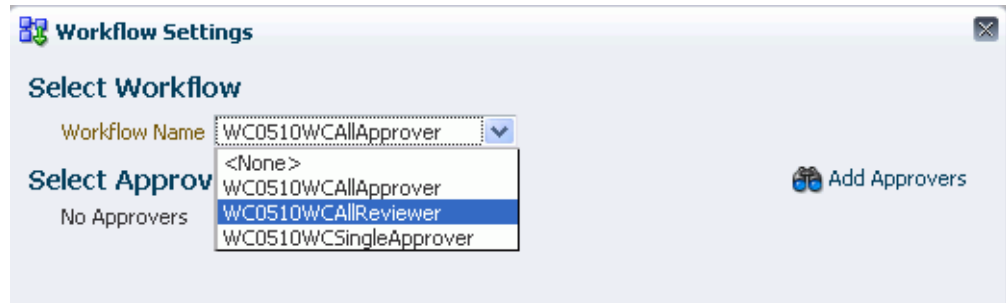 Workflow Settings
Select Workflow
Workflow Name WC0510WCAllApprover
<None>
WC0510WCAllApprover
WC0510WCAllReviewer
WC0510WCSingleApprover
Select Approv
Add Approvers
No Approvers